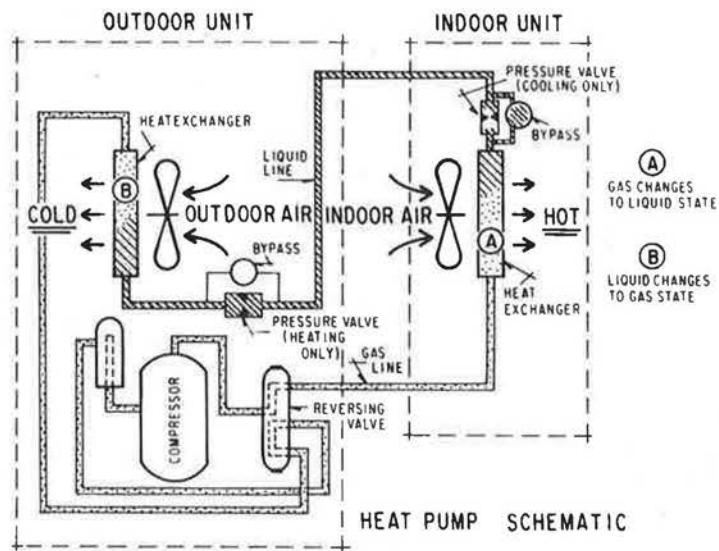 OUTDOOR UNIT
INDOOR UNIT
PRESSURE VALVE
(COOLING ONLY)
HEATEXCHANGER
BYPASS
LIQUID
LINE
A
GAS CHANGES
TO LIQUID STATE
B
COLD
OUTDOOR AIR
INDOOR AIR
HOT
A
BYPASS
B
LIQUID CHANGES
TO GAS STATE
HEAT
EXCHANGER
PRESSURE VALVE
(HEATING
ONLY)
GAS
LINE
COMPRESSOR
REVERSING
VALVE
HEAT PUMP SCHEMATIC